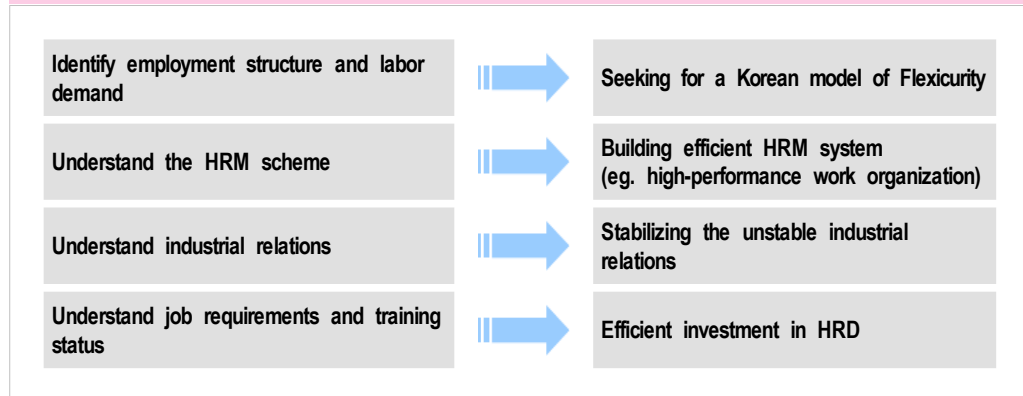 Identify employment structure and labor
demand
Seeking for a Korean model of Flexicurity
Understand the HRM scheme
Building efficient HRM system
(eg. high-performance work organization)
Understand industrial relations
Stabilizing the unstable industrial
relations
Understand job requirements and training
status
Efficient investment in HRD